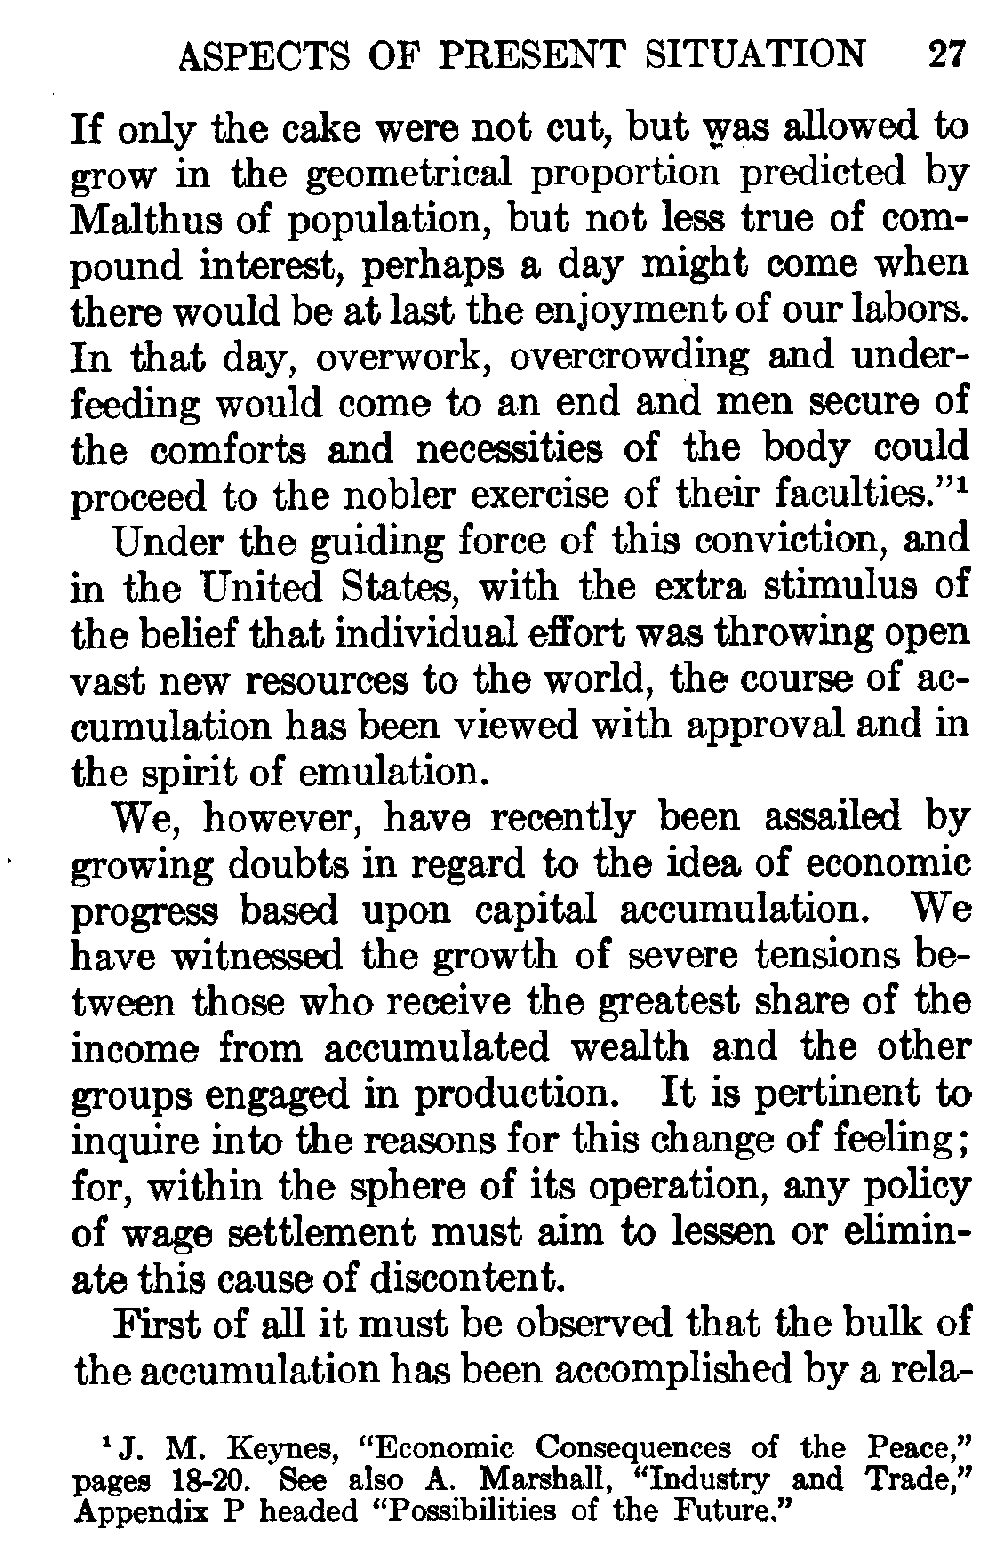 ASPECTS OF PRESENT SITUATION 27
If only the cake were not cut, but was allowed to
grow in the geometrical proportion predicted by
Malthus of population, but not less true of com-
pound interest, perhaps a day might come when
there would be at last the enjoyment of our labors.
In that day, overwork, overcrowding and under-
feeding would come to an end and men secure of
the comforts and necessities of the body could
proceed to the nobler exercise of their faculties."¹
Under the guiding force of this conviction, and
in the United States, with the extra stimulus of
the belief that individual effort was throwing open
vast new resources to the world, the course of ac-
cumulation has been viewed with approval and in
the spirit of emulation.
We, however, have recently been assailed by
growing doubts in regard to the idea of economic
progress based upon capital accumulation. We
have witnessed the growth of severe tensions be-
tween those who receive the greatest share of the
income from accumulated wealth and the other
groups engaged in production. It is pertinent to
inquire into the reasons for this change of feeling;
for, within the sphere of its operation, any policy
of wage settlement must aim to lessen or elimin-
ate this cause of discontent.
First of all it must be observed that the bulk of
the accumulation has been accomplished by a rela-
¹ J. M. Keynes, "Economic Consequences of the Peace,"
pages 18-20. See also A. Marshall, "Industry and Trade,"
Appendix P headed "Possibilities of the Future."